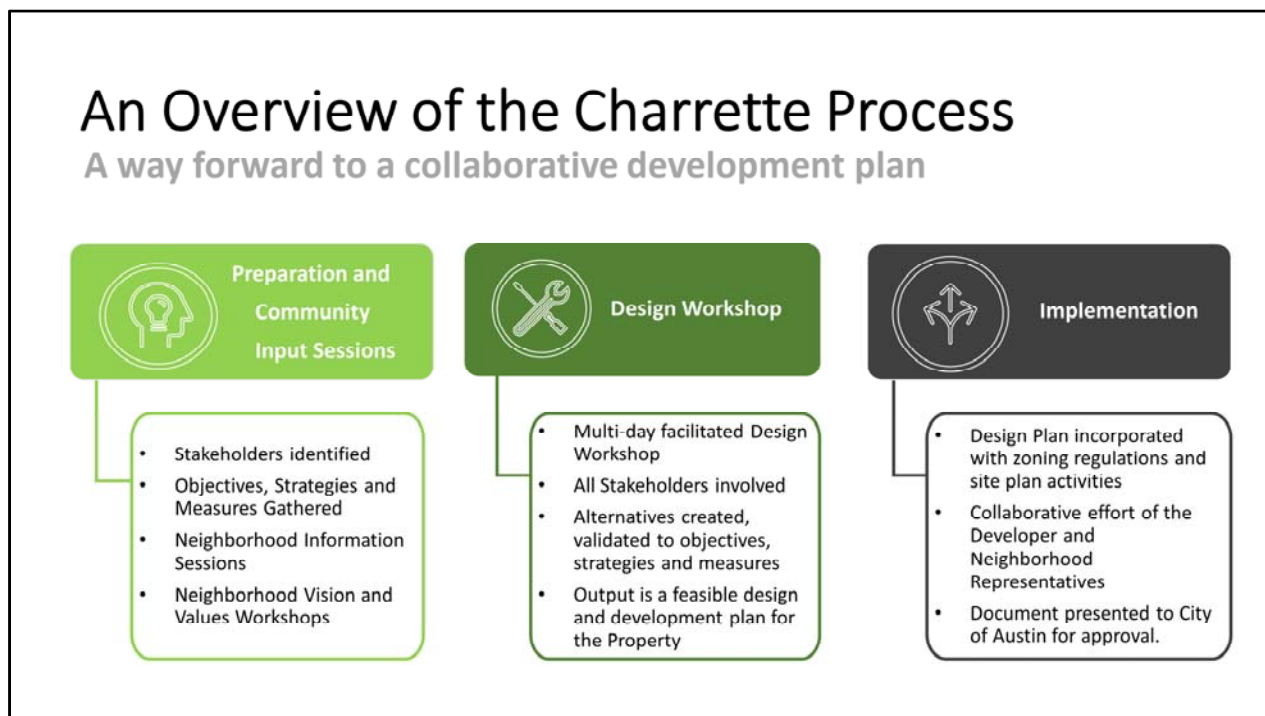 An Overview of the Charrette Process
A way forward to a collaborative development plan
Preparation and
Community
Input Sessions
• Stakeholders identified
• Objectives, Strategies and
Measures Gathered
• Neighborhood Information
Sessions
• Neighborhood Vision and
Values Workshops
Design Workshop
• Multi-day facilitated Design
Workshop
• All Stakeholders involved
• Alternatives created,
validated to objectives,
strategies and measures
• Output is a feasible design
and development plan for
the Property
Implementation
• Design Plan incorporated
with zoning regulations and
site plan activities
• Collaborative effort of the
Developer and
Neighborhood
Representatives
• Document presented to City
of Austin for approval.